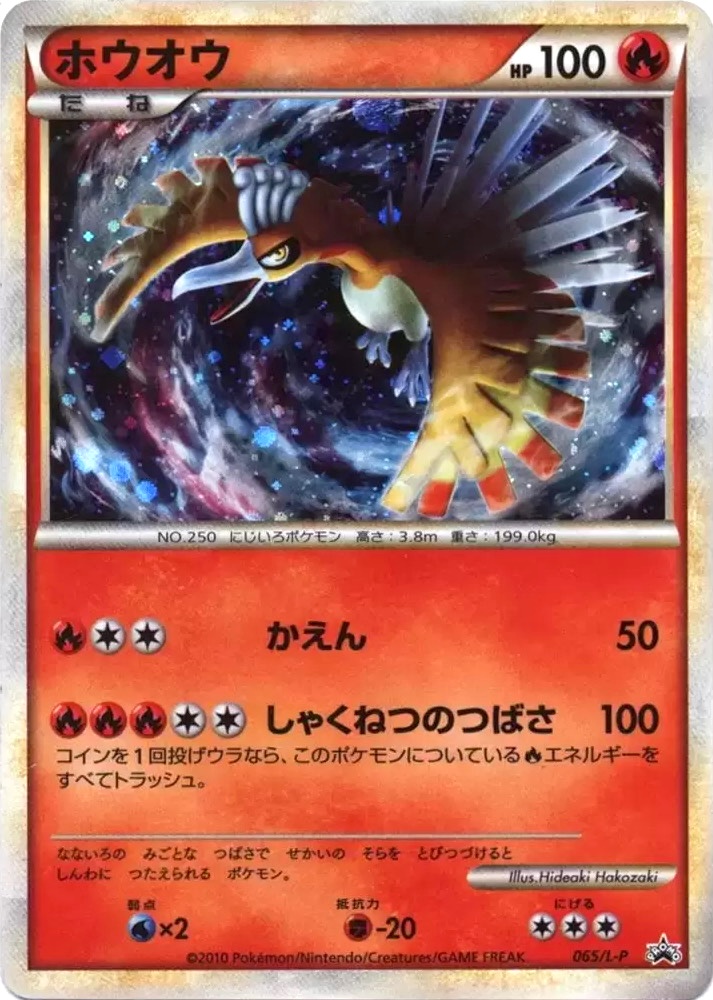 ホウオウ
HP 100
たね
NO.250 にじいろポケモン 高さ：3.8m 重さ：199.0kg
かえん 50
しゃくねつのつばさ 100
コインを1回投げウラなら、このポケモンについているエネルギーを
すべてトラッシュ。
なないろの みごとな つばさで せかいの そらを とびつづけると
しんわに つたえられる ポケモン。
Illus.Hideaki Hakozaki
弱点 抵抗力 にげる
×2 -20
©2010 Pokémon/Nintendo/Creatures/GAME FREAK.
065/L-P
PROMO